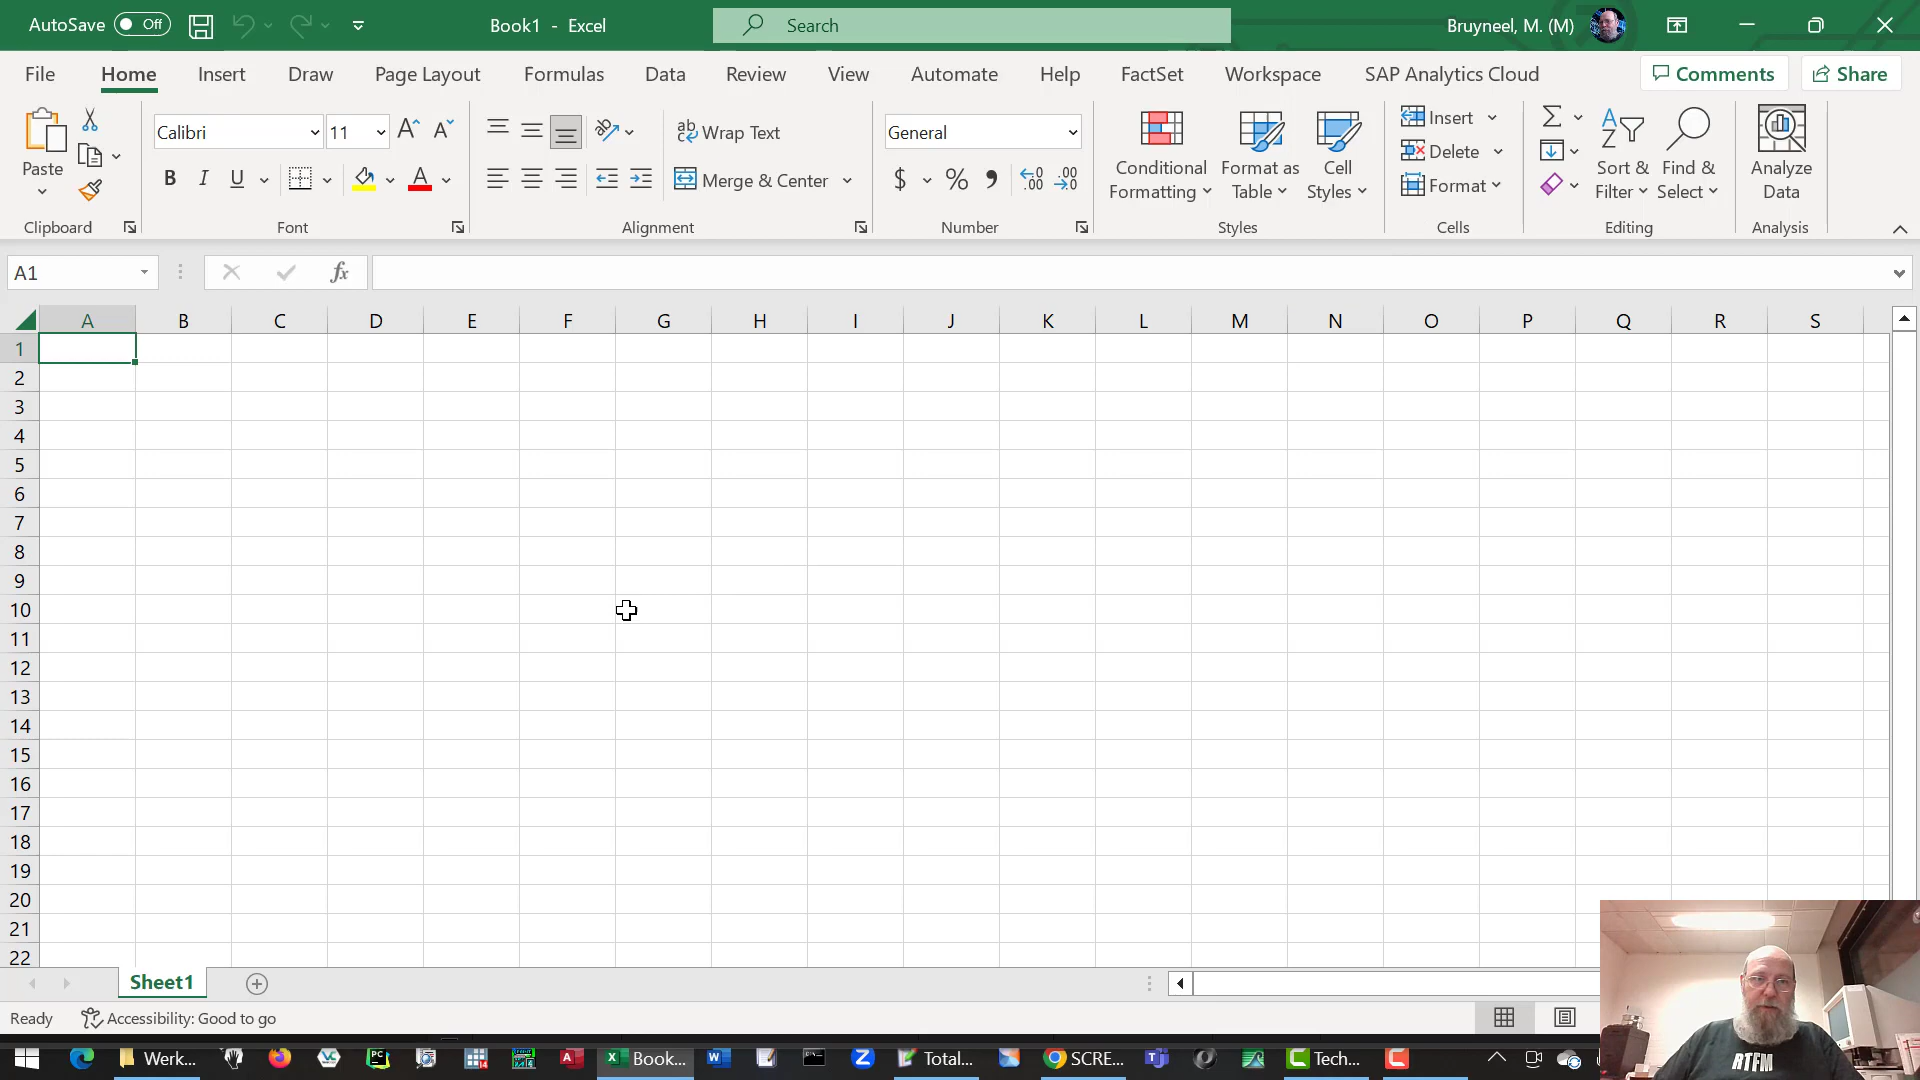 AutoSave Off Book1 - Excel Search Bruyneel, M. (M)
File Home Insert Draw Page Layout Formulas Data Review View Automate Help FactSet Workspace SAP Analytics Cloud Comments Share
Paste
Clipboard
Calibri 11
B I U A
Font
ab Wrap Text
Merge & Center
Alignment
General
$ % 9 .00 .00
Number
Conditional Formatting
Format as Table
Cell Styles
Styles
Insert
Delete
Format
Cells
Sort & Filter
Find & Select
Editing
Analyze Data
Analysis
A1 fx
A B C D E F G H I J K L M N O P Q R S
1
2
3
4
5
6
7
8
9
10
11
12
13
14
15
16
17
18
19
20
21
22
Sheet1
Ready Accessibility: Good to go
Werk... Book... Total... SCRE... Tech...
RTFM